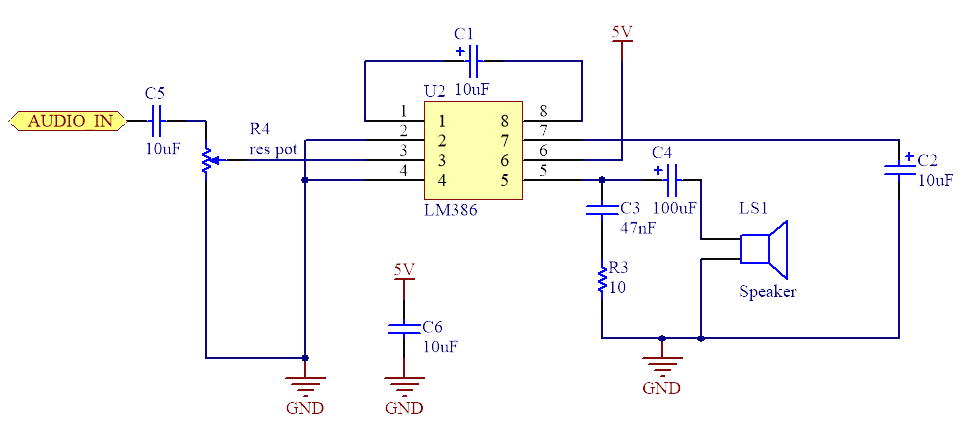 C1
+
10uF
5V
C5
AUDIO_IN
10uF
R4
res pot
U2
1 1 8 8
2 2 7 7
3 3 6 6
4 4 5 5
LM386
C4
+
100uF
+
C2
10uF
C3
47nF
LS1
R3
10
Speaker
5V
C6
10uF
GND
GND
GND